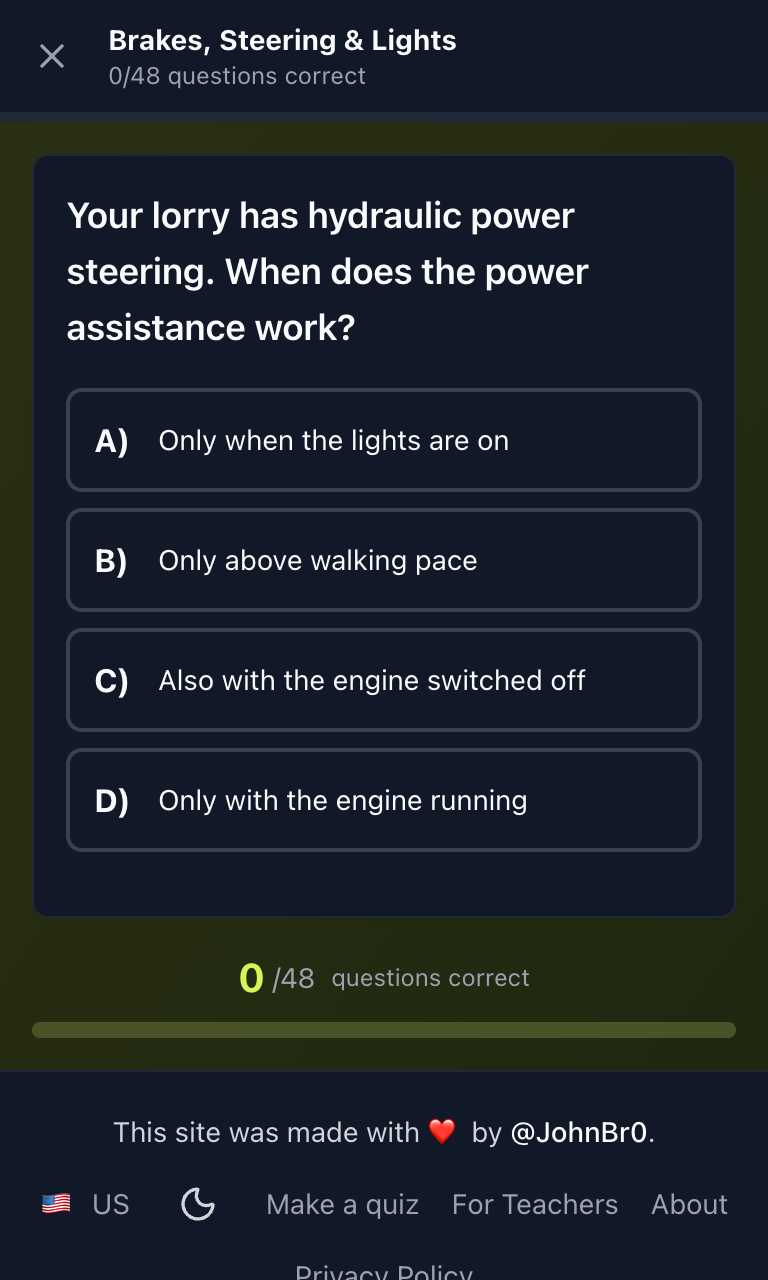 Brakes, Steering & Lights
0/48 questions correct
Your lorry has hydraulic power
steering. When does the power
assistance work?
A) Only when the lights are on
B) Only above walking pace
C) Also with the engine switched off
D) Only with the engine running
0 /48 questions correct
This site was made with ❤️ by @JohnBr0.
🇺🇸 US Make a quiz For Teachers About
Privacy Policy